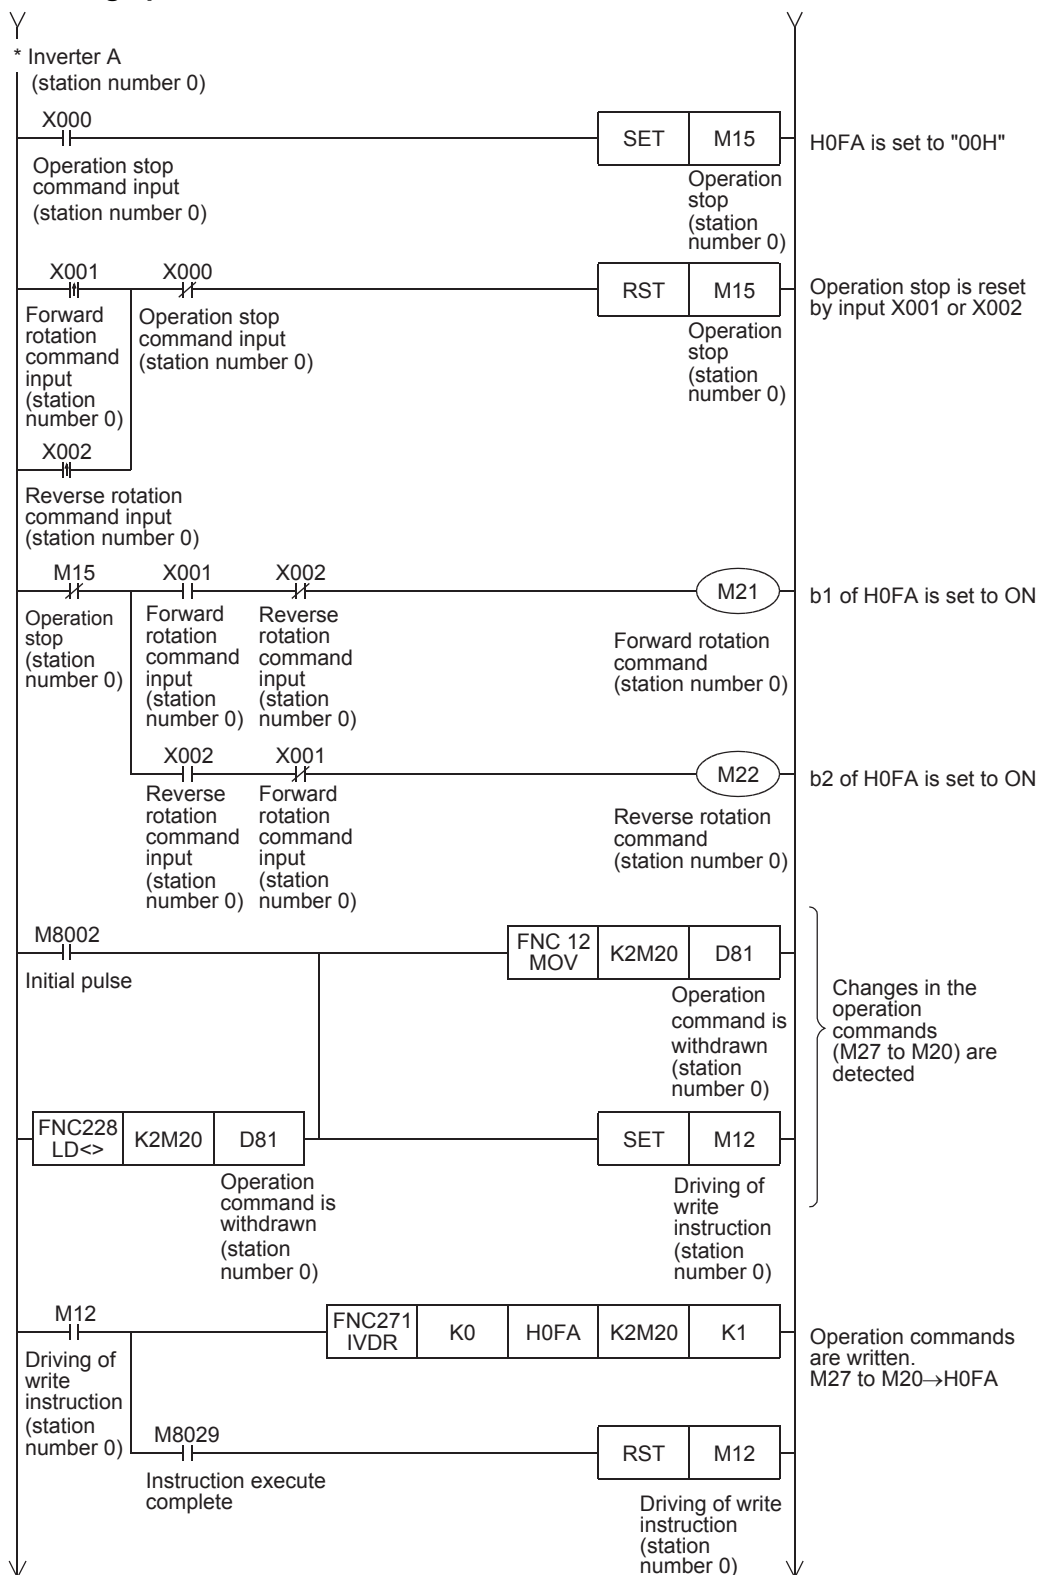 * Inverter A
(station number 0)
X000
SET M15
H0FA is set to "00H"
Operation stop
command input
(station number 0)
Operation
stop
(station
number 0)
X001 X000
RST M15
Operation stop is reset
by input X001 or X002
Forward
rotation
command
input
(station
number 0)
Operation stop
command input
(station number 0)
Operation
stop
(station
number 0)
X002
Reverse rotation
command input
(station number 0)
M15 X001 X002
M21
b1 of H0FA is set to ON
Operation
stop
(station
number 0)
Forward
rotation
command
input
(station
number 0)
Reverse
rotation
command
input
(station
number 0)
Forward rotation
command
(station number 0)
X002 X001
M22
b2 of H0FA is set to ON
Reverse
rotation
command
input
(station
number 0)
Forward
rotation
command
input
(station
number 0)
Reverse rotation
command
(station number 0)
M8002
FNC 12
MOV
K2M20 D81
Initial pulse
Operation
command is
withdrawn
(station
number 0)
Changes in the
operation
commands
(M27 to M20) are
detected
FNC228
LD<>
K2M20 D81
SET M12
Operation
command is
withdrawn
(station
number 0)
Driving of
write
instruction
(station
number 0)
M12
FNC271
IVDR
K0 H0FA K2M20 K1
Operation commands
are written.
M27 to M20→H0FA
Driving of
write
instruction
(station
number 0)
M8029
RST M12
Instruction execute
complete
Driving of write
instruction
(station
number 0)